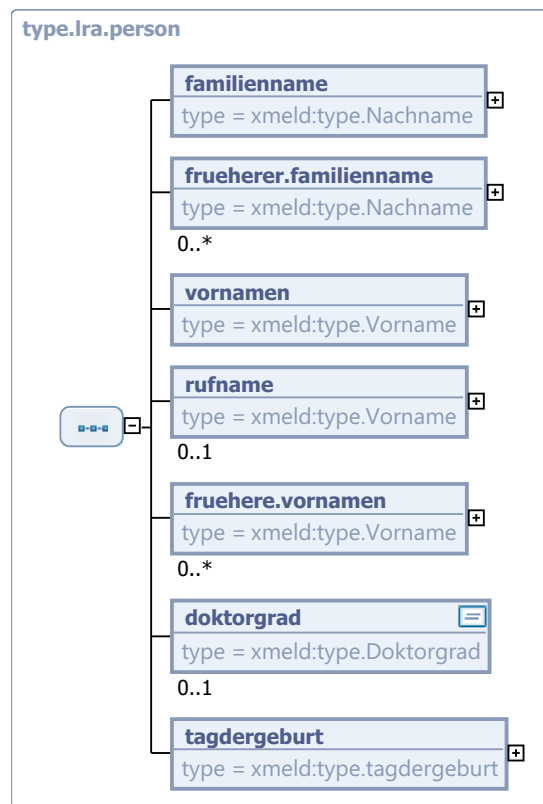 type.lra.person
familienname
type = xmeld:type.Nachname
frueherer.familienname
type = xmeld:type.Nachname
0..*
vornamen
type = xmeld:type.Vorname
rufname
type = xmeld:type.Vorname
0..1
fruehere.vornamen
type = xmeld:type.Vorname
0..*
doktorgrad
type = xmeld:type.Doktorgrad
0..1
tagdergeburt
type = xmeld:type.tagdergeburt